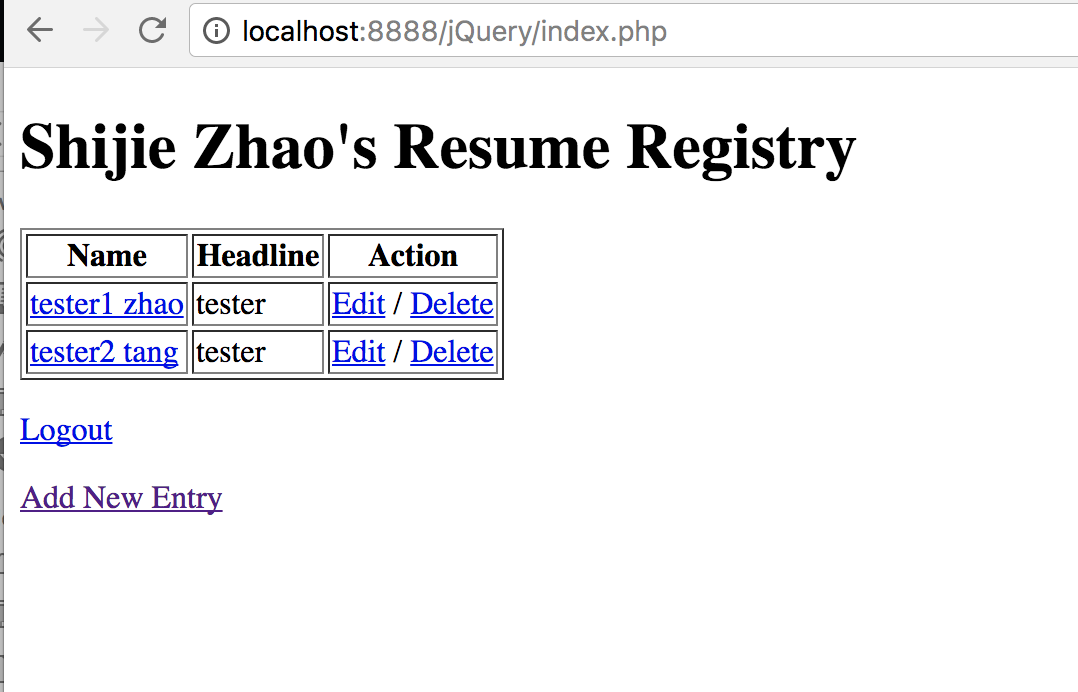 localhost:8888/jQuery/index.php
Shijie Zhao's Resume Registry
Name Headline Action
tester1 zhao tester Edit / Delete
tester2 tang tester Edit / Delete
Logout
Add New Entry